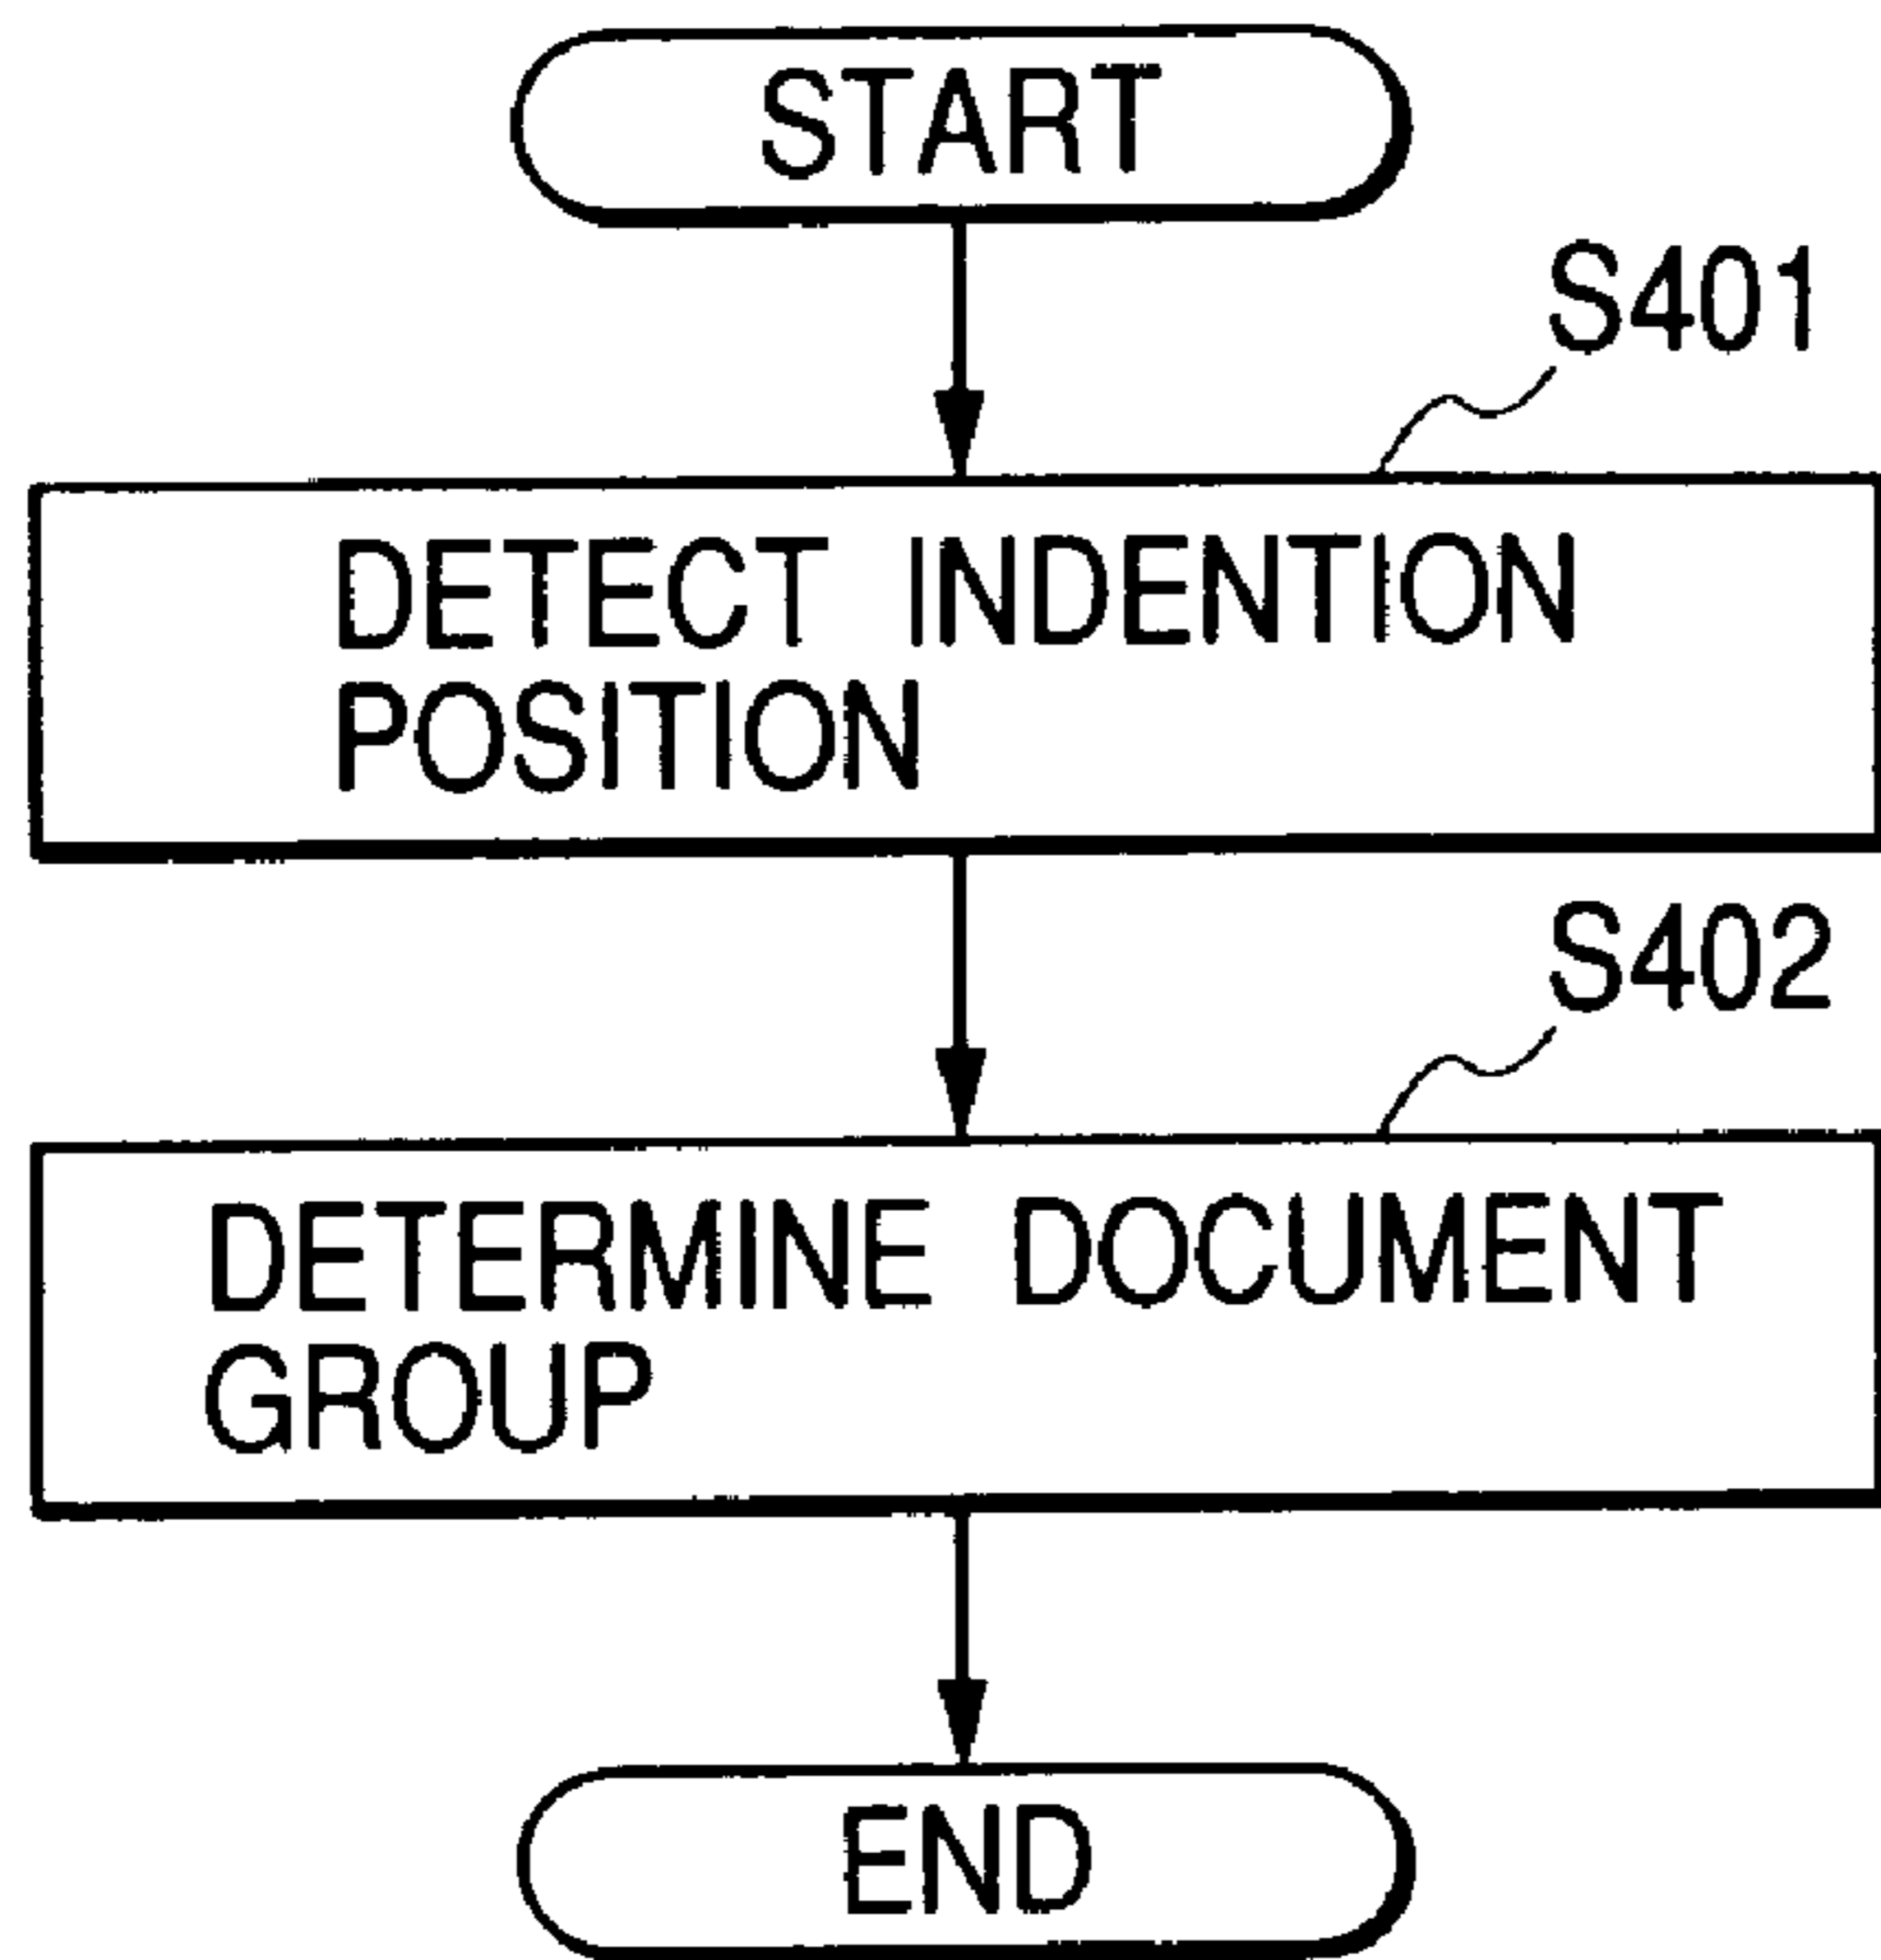 START
S401
DETECT INDENTION
POSITION
S402
DETERMINE DOCUMENT
GROUP
END